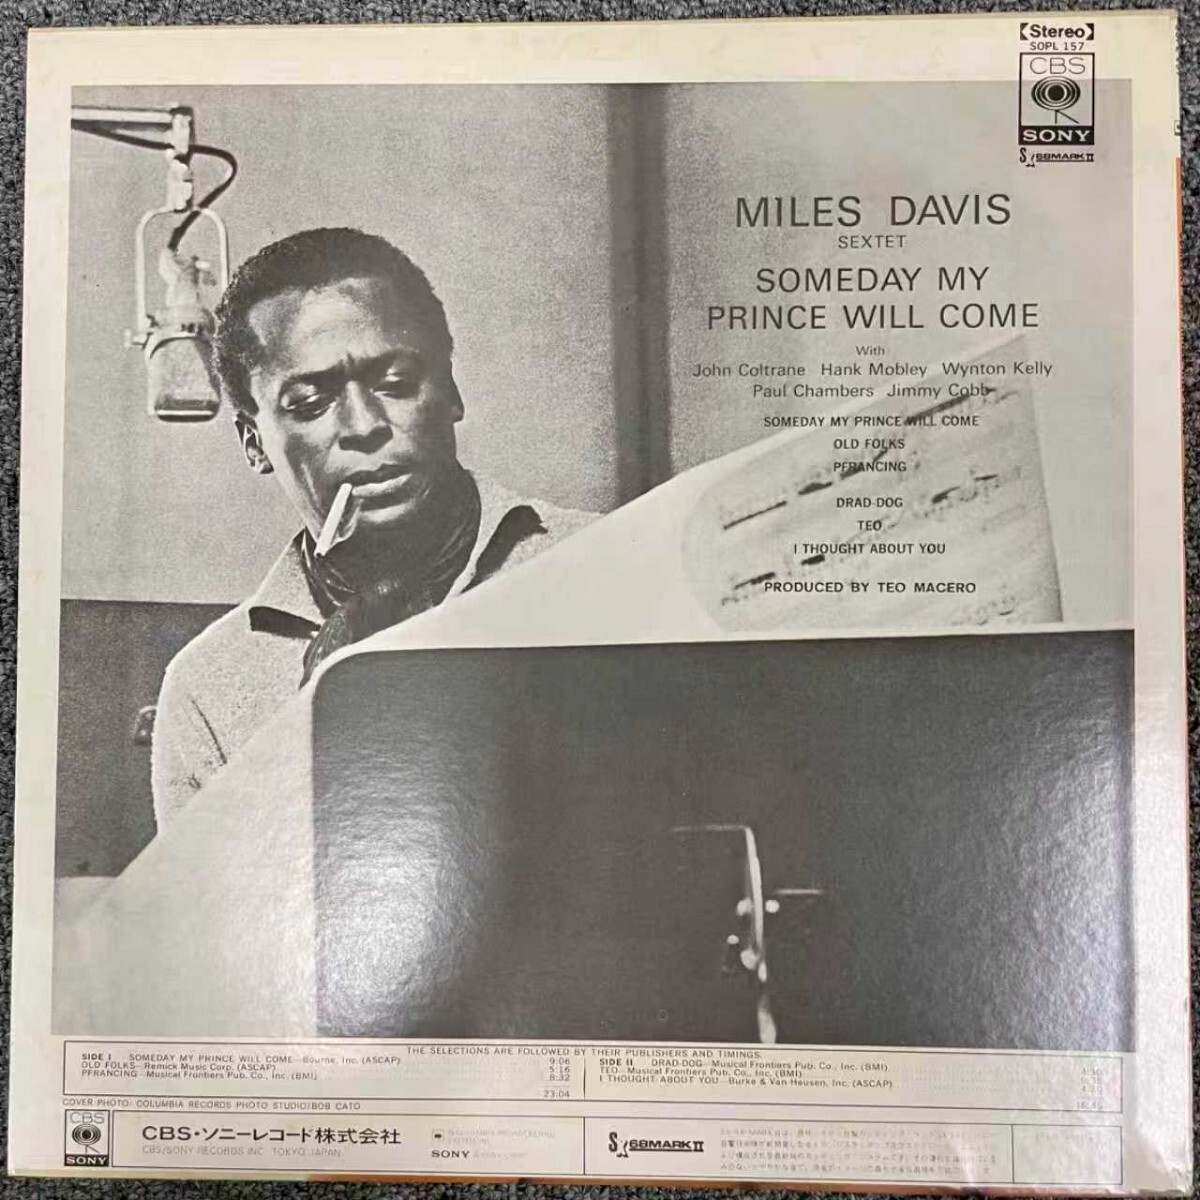 【Stereo】
SOPL 157
CBS
SONY
SX 68MARK II
MILES DAVIS
SEXTET
SOMEDAY MY
PRINCE WILL COME
With
John Coltrane Hank Mobley Wynton Kelly
Paul Chambers Jimmy Cobb
SOMEDAY MY PRINCE WILL COME
OLD FOLKS
PFRANCING
DRAD-DOG
TEO
I THOUGHT ABOUT YOU
PRODUCED BY TEO MACERO
THE SELECTIONS ARE FOLLOWED BY THEIR PUBLISHERS AND TIMINGS.
SIDE I SOMEDAY MY PRINCE WILL COME—Bourne, Inc. (ASCAP) 9:06
OLD FOLKS—Remick Music Corp. (ASCAP) 5:16
PFRANCING—Musical Frontiers Pub. Co., Inc. (BMI) 8:32
23:04
SIDE II DRAD-DOG—Musical Frontiers Pub. Co., Inc. (BMI)
TEO—Musical Frontiers Pub. Co., Inc. (BMI)
I THOUGHT ABOUT YOU—Burke & Van Heusen, Inc. (ASCAP)
COVER PHOTO: COLUMBIA RECORDS PHOTO STUDIO/BOB CATO
CBS
SONY
CBS・ソニーレコード株式会社
CBS/SONY RECORDS INC. TOKYO JAPAN
SONY
SX 68MARK II